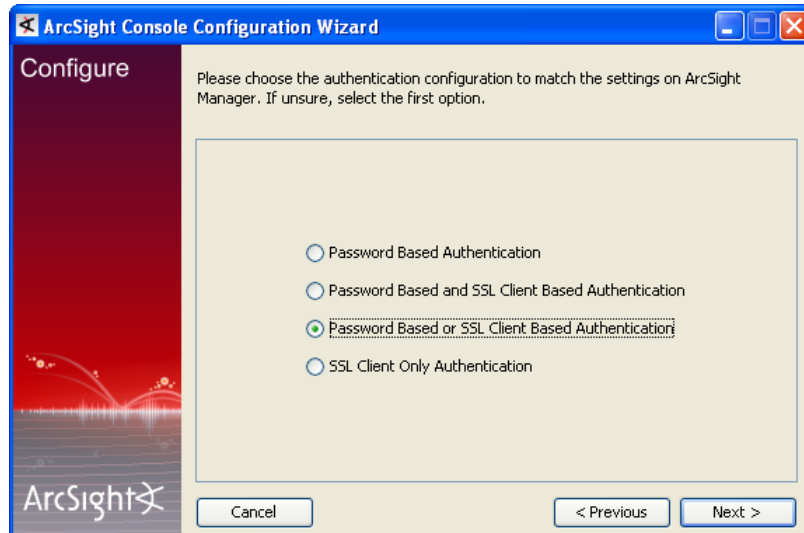 ArcSight Console Configuration Wizard
Configure
Please choose the authentication configuration to match the settings on ArcSight
Manager. If unsure, select the first option.
Password Based Authentication
Password Based and SSL Client Based Authentication
Password Based or SSL Client Based Authentication
SSL Client Only Authentication
ArcSight
Cancel
< Previous
Next >